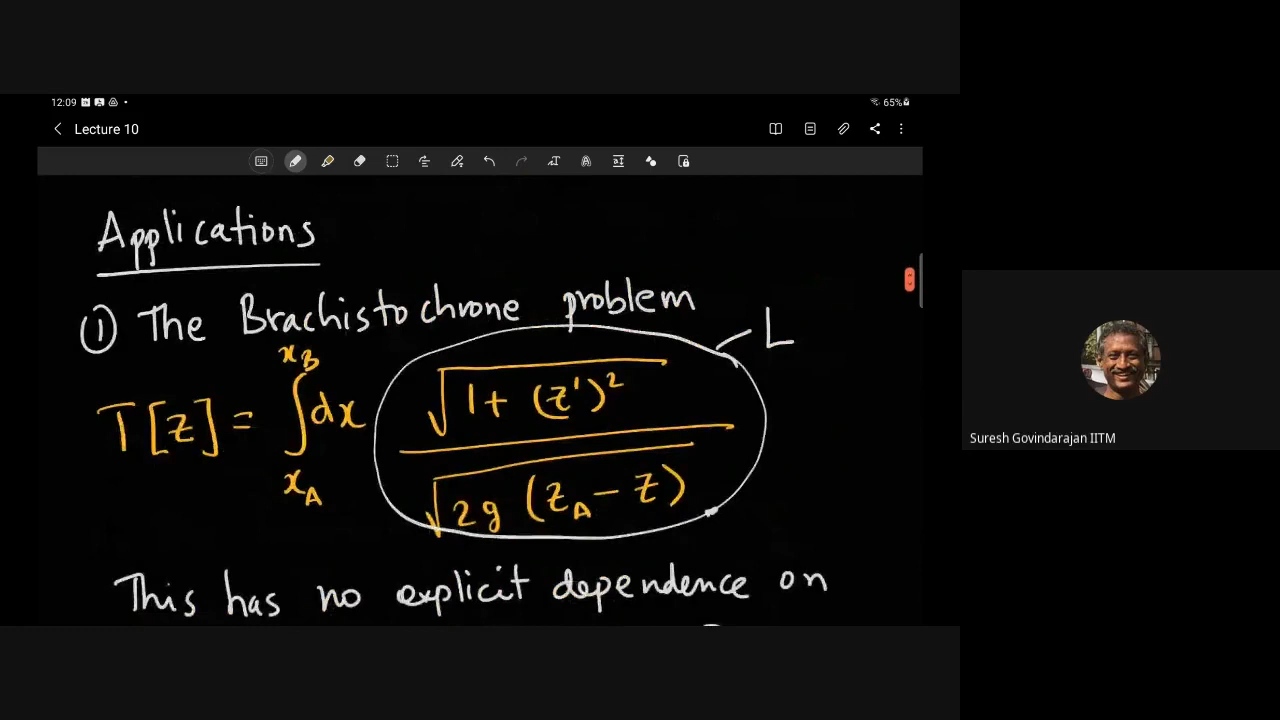 12:09
65%
Lecture 10
Applications
① The Brachistochrone problem
T[z] = ∫_{x_A}^{x_B} dx √(1 + (z')²) / √(2g (z_A - z))
L
This has no explicit dependence on
Suresh Govindarajan IITM